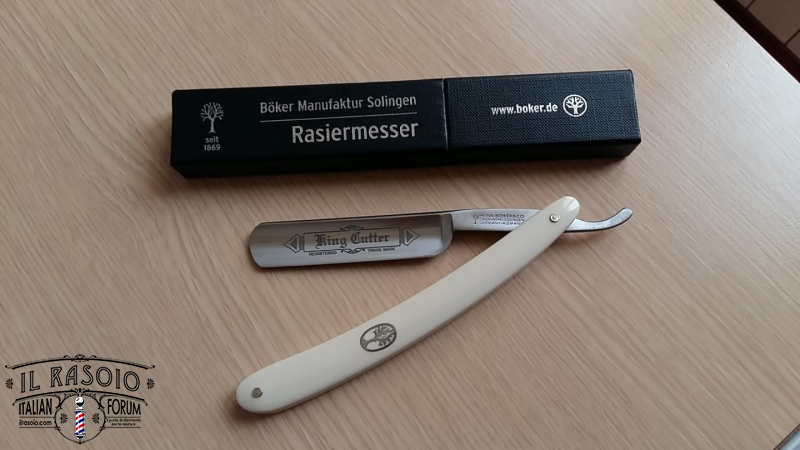 Böker Manufaktur Solingen
Rasiermesser
seit
1869
www.boker.de
King Cutter
REGISTERED TRADE MARK
IL RASOIO
ITALIAN FORUM
ilrasoio.com